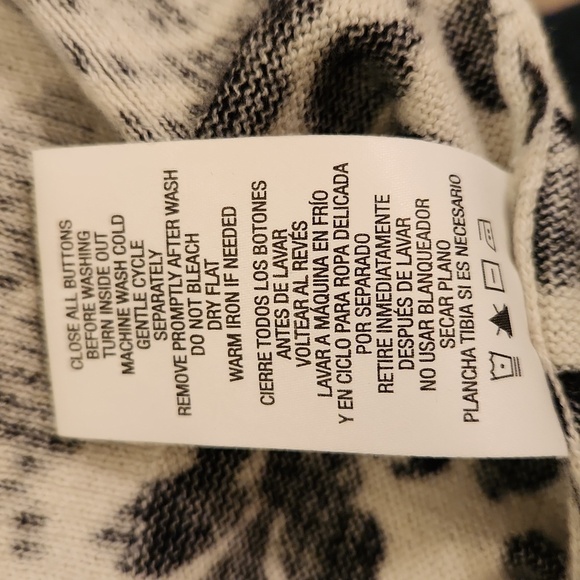 CLOSE ALL BUTTONS
BEFORE WASHING
TURN INSIDE OUT
MACHINE WASH COLD
GENTLE CYCLE
SEPARATELY
REMOVE PROMPTLY AFTER WASH
DO NOT BLEACH
DRY FLAT
WARM IRON IF NEEDED
CIERRE TODOS LOS BOTONES
ANTES DE LAVAR
VOLTEAR AL REVÉS
LAVAR A MÁQUINA EN FRÍO
Y EN CICLO PARA ROPA DELICADA
POR SEPARADO
RETIRE INMEDIATAMENTE
DESPUÉS DE LAVAR
NO USAR BLANQUEADOR
SECAR PLANO
PLANCHA TIBIA SI ES NECESARIO